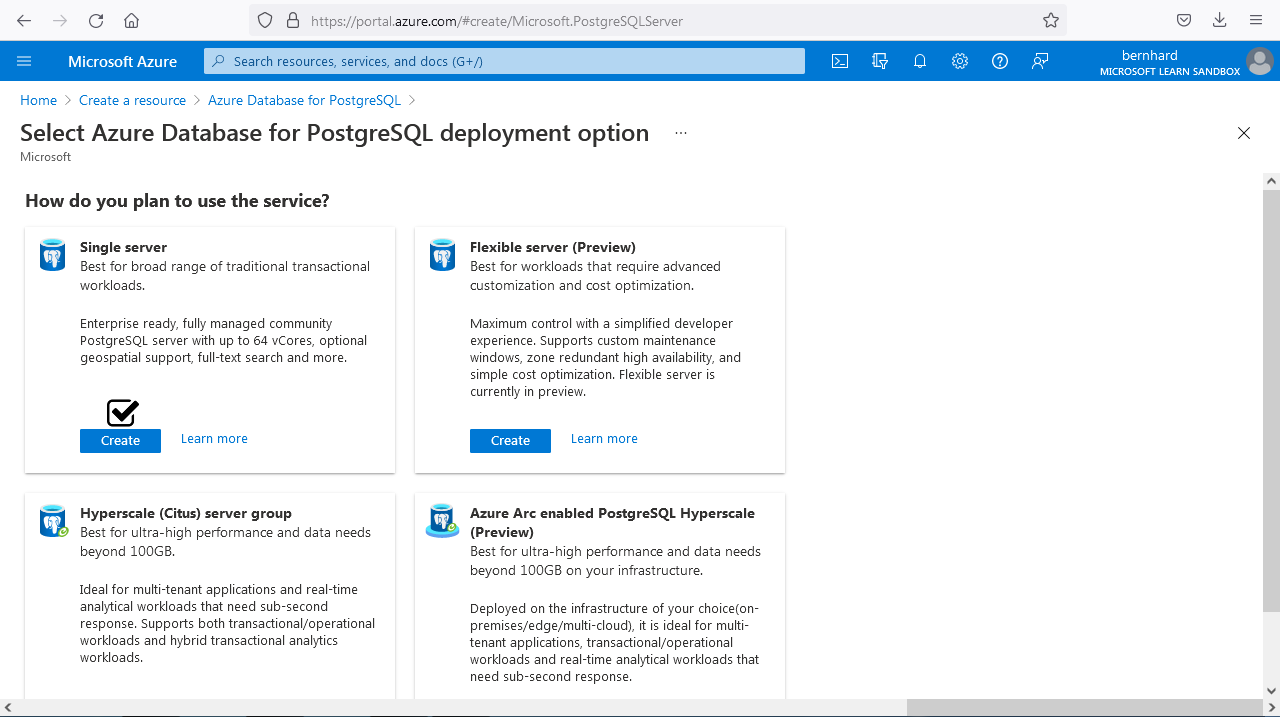 https://portal.azure.com/#create/Microsoft.PostgreSQLServer
Microsoft Azure
Search resources, services, and docs (G+/)
bernhard
MICROSOFT LEARN SANDBOX
Home
Create a resource
Azure Database for PostgreSQL
Select Azure Database for PostgreSQL deployment option
...
Microsoft
How do you plan to use the service?
Single server
Best for broad range of traditional transactional
workloads.
Enterprise ready, fully managed community
PostgreSQL server with up to 64 vCores, optional
geospatial support, full-text search and more.
Create
Learn more
Flexible server (Preview)
Best for workloads that require advanced
customization and cost optimization.
Maximum control with a simplified developer
experience. Supports custom maintenance
windows, zone redundant high availability, and
simple cost optimization. Flexible server is
currently in preview.
Create
Learn more
Hyperscale (Citus) server group
Best for ultra-high performance and data needs
beyond 100GB.
Ideal for multi-tenant applications and real-time
analytical workloads that need sub-second
response. Supports both transactional/operational
workloads and hybrid transactional analytics
workloads.
Azure Arc enabled PostgreSQL Hyperscale
(Preview)
Best for ultra-high performance and data needs
beyond 100GB on your infrastructure.
Deployed on the infrastructure of your choice(on-
premises/edge/multi-cloud), it is ideal for multi-
tenant applications, transactional/operational
workloads and real-time analytical workloads that
need sub-second response.